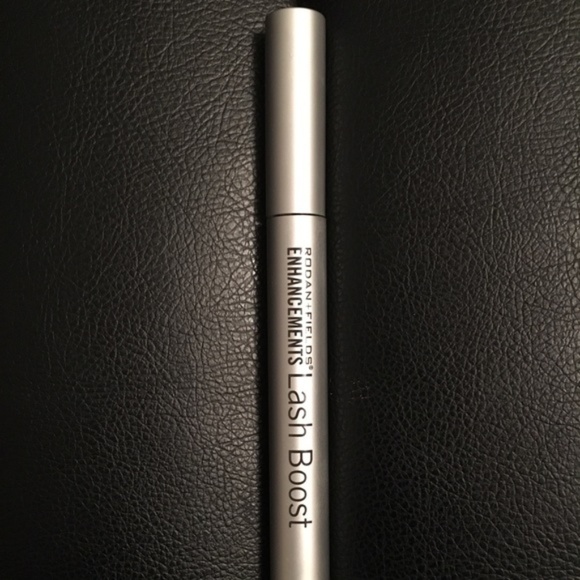 RODAN+FIELDS®
ENHANCEMENTS
Lash Boost